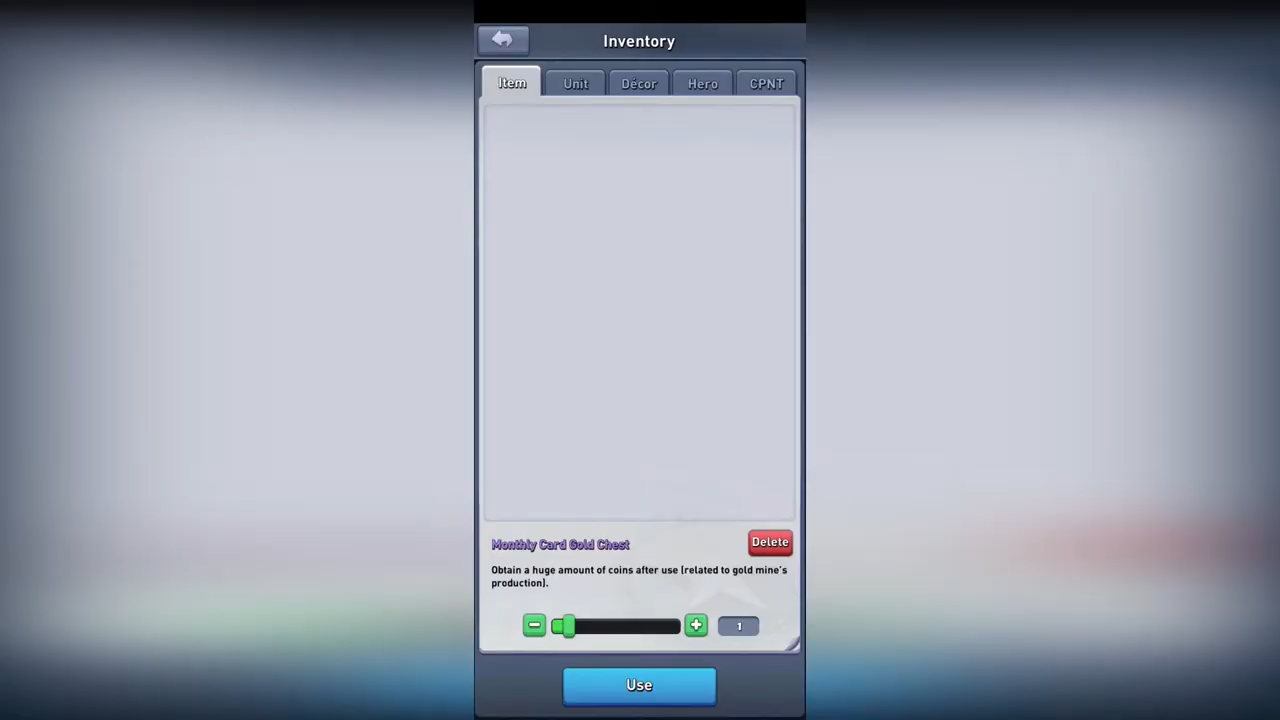 Inventory
Item
Unit
Décor
Hero
CPNT
Monthly Card Gold Chest
Delete
Obtain a huge amount of coins after use (related to gold mine's
production).
1
Use